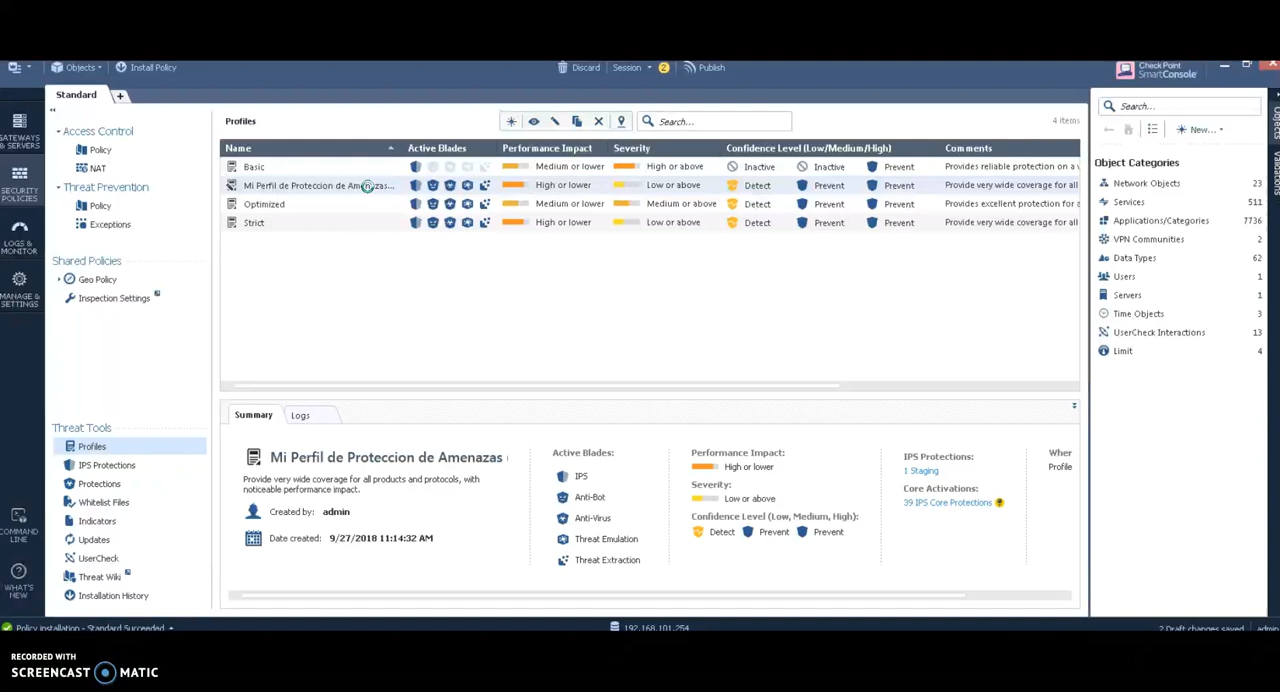 Objects
Install Policy
Discard
Session
2
Publish
Check Point
SmartConsole
Standard
+
GATEWAYS
& SERVERS
SECURITY
POLICIES
LOGS &
MONITOR
MANAGE &
SETTINGS
COMMAND
LINE
WHAT'S
NEW
Access Control
Policy
NAT
Threat Prevention
Policy
Exceptions
Shared Policies
Geo Policy
Inspection Settings
Threat Tools
Profiles
IPS Protections
Protections
Whitelist Files
Indicators
Updates
UserCheck
Threat Wiki
Installation History
Profiles
Search...
4 items
Name Active Blades Performance Impact Severity Confidence Level (Low/Medium/High) Comments
Basic Medium or lower High or above Inactive Inactive Prevent Provides reliable protection on a
Mi Perfil de Proteccion de Amenazas... High or lower Low or above Detect Prevent Prevent Provide very wide coverage for all
Optimized Medium or lower Medium or above Detect Prevent Prevent Provides excellent protection for
Strict High or lower Low or above Detect Prevent Prevent Provide very wide coverage for all
Summary Logs
Mi Perfil de Proteccion de Amenazas
Provide very wide coverage for all products and protocols, with
noticeable performance impact.
Created by: admin
Date created: 9/27/2018 11:14:32 AM
Active Blades:
IPS
Anti-Bot
Anti-Virus
Threat Emulation
Threat Extraction
Performance Impact:
High or lower
Severity:
Low or above
Confidence Level (Low, Medium, High):
Detect Prevent Prevent
IPS Protections:
1 Staging
Core Activations:
39 IPS Core Protections
Wher
Profile
Search...
New...
Object Categories
Network Objects 23
Services 511
Applications/Categories 7736
VPN Communities 2
Data Types 62
Users 1
Servers 1
Time Objects 3
UserCheck Interactions 13
Limit 4
Objects
Validations
Policy installation - Standard Succeeded
192.168.101.254
2 Draft changes saved
admin
RECORDED WITH
SCREENCAST MATIC